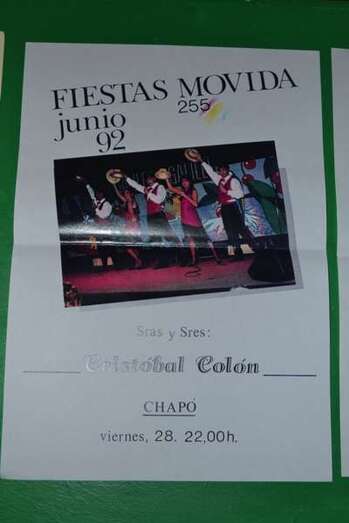 FIESTAS MOVIDA
255
junio
92
Sras y Sres:
Cristóbal Colón
CHAPÓ
viernes, 28. 22,00h.